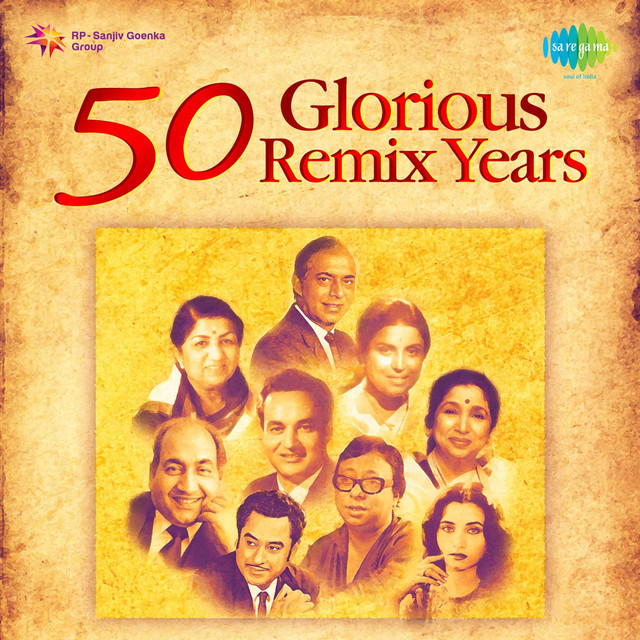 RP - Sanjiv Goenka
Group
sa re ga ma
soul of India
50 Glorious
Remix Years